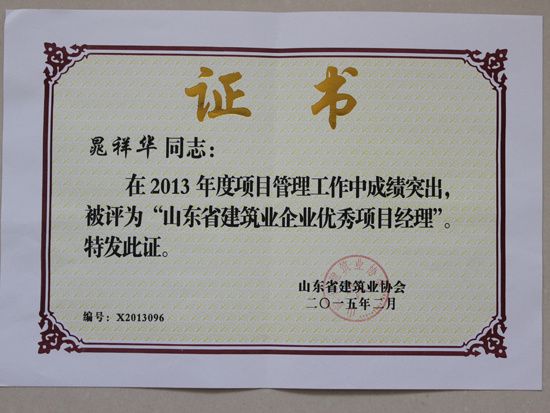 证书
晁祥华同志：
在2013年度项目管理工作中成绩突出，
被评为“山东省建筑业企业优秀项目经理”。
特发此证。
山东省建筑业协会
二〇一五年二月
编号：X2013096